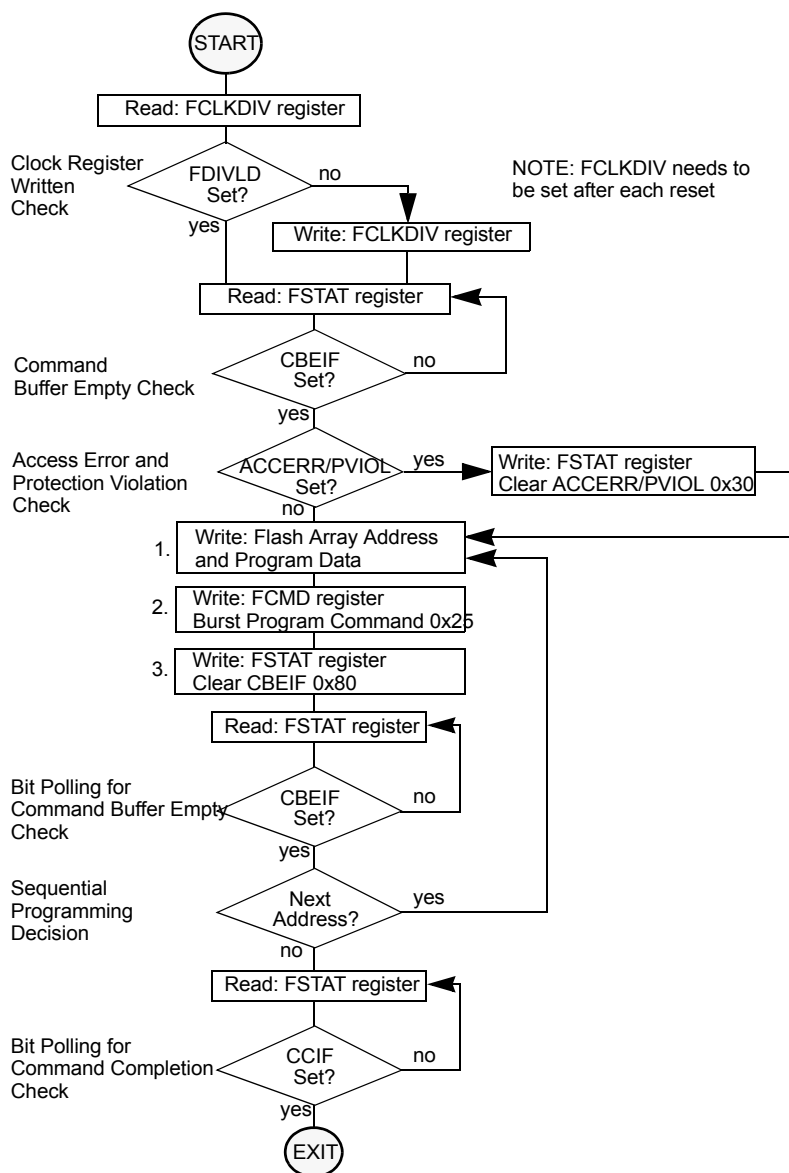 START
Read: FCLKDIV register
Clock Register
Written
Check
FDIVLD
Set?
no
yes
NOTE: FCLKDIV needs to
be set after each reset
Write: FCLKDIV register
Read: FSTAT register
Command
Buffer Empty Check
CBEIF
Set?
no
yes
Access Error and
Protection Violation
Check
ACCERR/PVIOL
Set?
yes
no
Write: FSTAT register
Clear ACCERR/PVIOL 0x30
1.
Write: Flash Array Address
and Program Data
2.
Write: FCMD register
Burst Program Command 0x25
3.
Write: FSTAT register
Clear CBEIF 0x80
Read: FSTAT register
Bit Polling for
Command Buffer Empty
Check
CBEIF
Set?
no
yes
Sequential
Programming
Decision
Next
Address?
yes
no
Read: FSTAT register
Bit Polling for
Command Completion
Check
CCIF
Set?
no
yes
EXIT